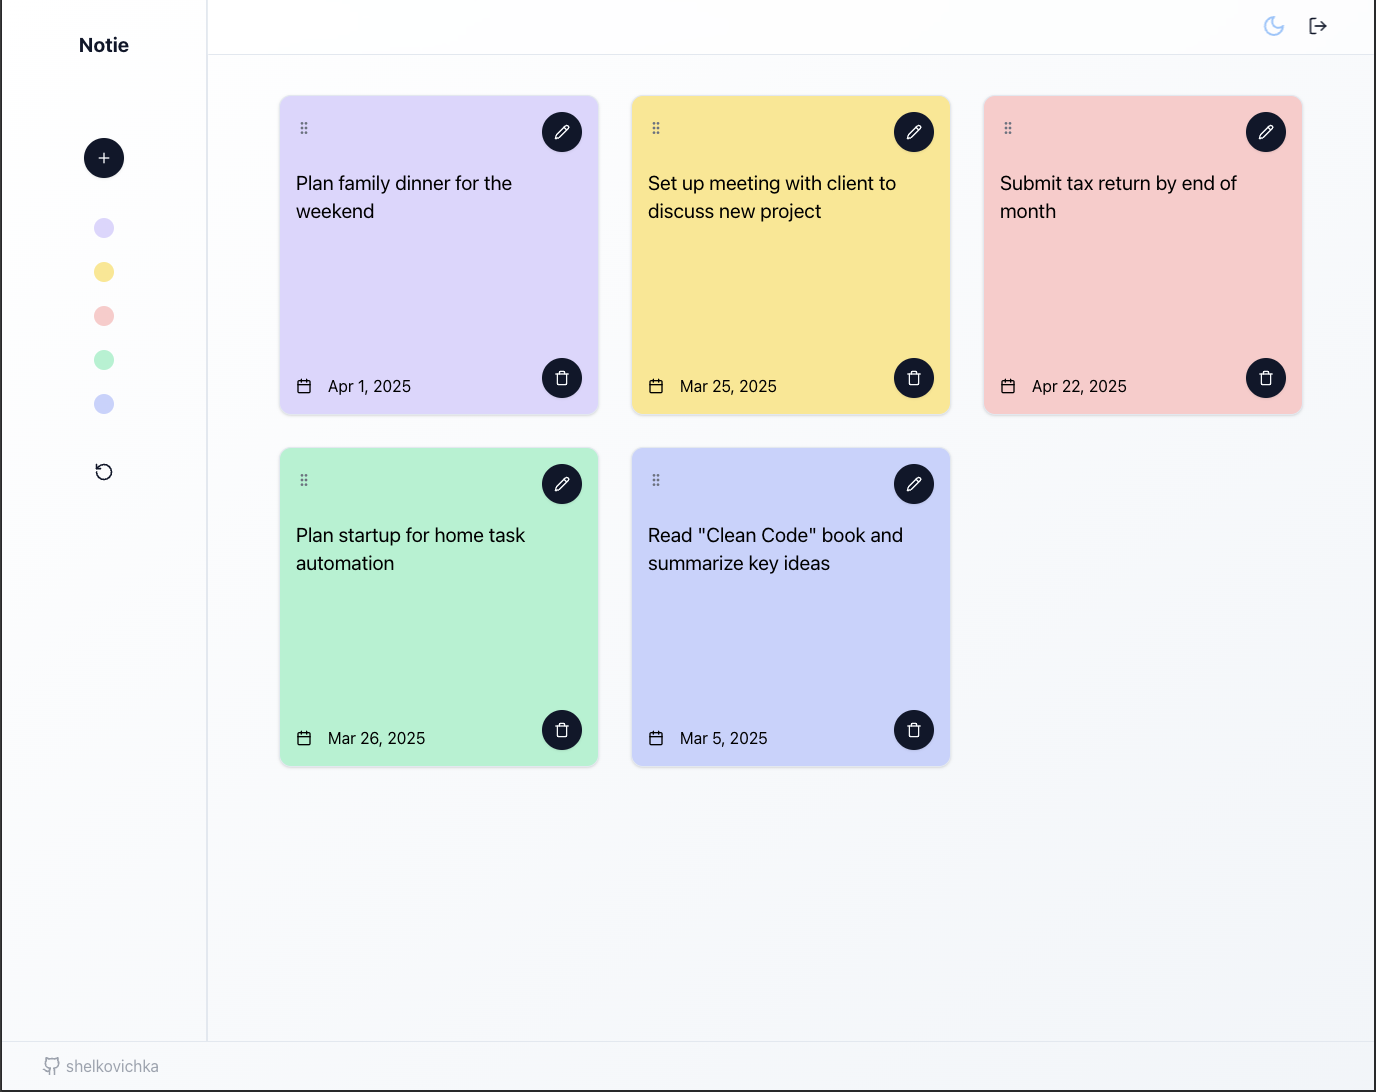 Notie
Plan family dinner for the
weekend
Apr 1, 2025
Set up meeting with client to
discuss new project
Mar 25, 2025
Submit tax return by end of
month
Apr 22, 2025
Plan startup for home task
automation
Mar 26, 2025
Read "Clean Code" book and
summarize key ideas
Mar 5, 2025
shelkovichka